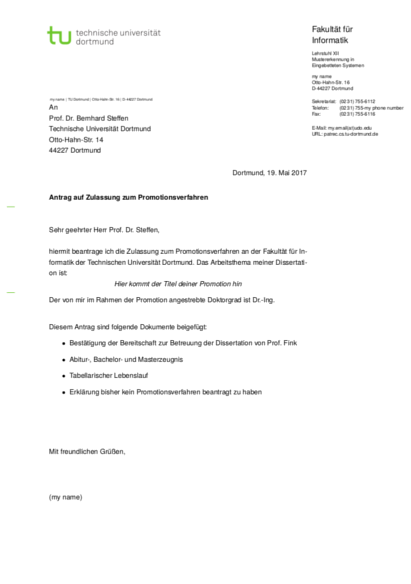 technische universität
dortmund
Fakultät für
Informatik
Lehrstuhl XII
Mustererkennung in
Eingebetteten Systemen
my name
Otto-Hahn-Str. 16
D-44227 Dortmund
Sekretariat: (0231) 755-6112
Telefon: (0231) 755-my phone number
Fax: (0231) 755-6116
E-Mail: my.email(at)udo.edu
URL: patrec.cs.tu-dortmund.de
my name | TU Dortmund | Otto-Hahn-Str. 16 | D-44227 Dortmund
An
Prof. Dr. Bernhard Steffen
Technische Universität Dortmund
Otto-Hahn-Str. 14
44227 Dortmund
Dortmund, 19. Mai 2017
Antrag auf Zulassung zum Promotionsverfahren
Sehr geehrter Herr Prof. Dr. Steffen,
hiermit beantrage ich die Zulassung zum Promotionsverfahren an der Fakultät für In-
formatik der Technischen Universität Dortmund. Das Arbeitsthema meiner Dissertati-
on ist:
Hier kommt der Titel deiner Promotion hin
Der von mir im Rahmen der Promotion angestrebte Doktorgrad ist Dr.-Ing.
Diesem Antrag sind folgende Dokumente beigefügt:
• Bestätigung der Bereitschaft zur Betreuung der Dissertation von Prof. Fink
• Abitur-, Bachelor- und Masterzeugnis
• Tabellarischer Lebenslauf
• Erklärung bisher kein Promotionsverfahren beantragt zu haben
Mit freundlichen Grüßen,
(my name)